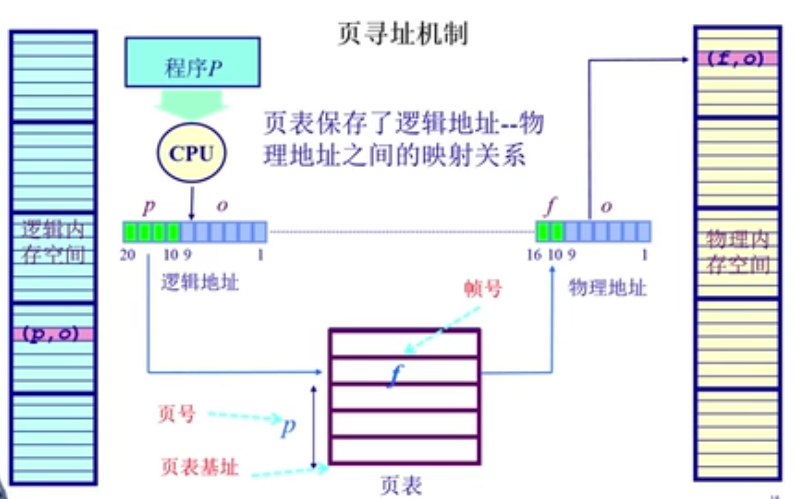 页寻址机制
程序P
CPU
页表保存了逻辑地址--物
理地址之间的映射关系
(f,o)
p
o
f
o
20
10
9
1
16
10
9
1
逻辑地址
物理地址
逻辑内
存空间
物理内
存空间
(p,o)
帧号
f
页号
p
页表基址
页表